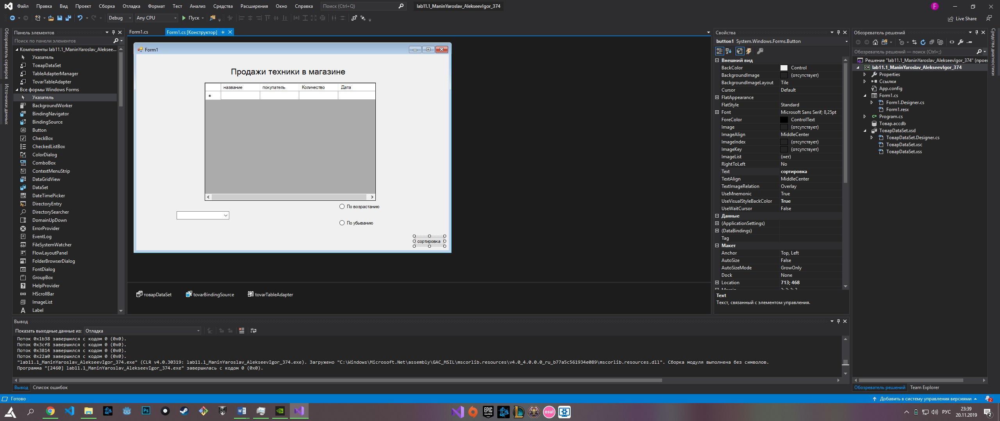 Файл Правка Вид Проект Сборка Отладка Формат Тест Анализ Средства Расширения Окно Справка Поиск (Ctrl+Q) lab11.1_ManinYaroslav_AlekseevIgor_374 F
Debug Any CPU Пуск Live Share
Обозреватель серверов
Источники данных
Панель элементов
Поиск по панели элементов
Компоненты lab11.1_ManinYaroslav_Aleksee...
Указатель
ТоварDataSet
TableAdapterManager
TovarTableAdapter
Все формы Windows Forms
Указатель
BackgroundWorker
BindingNavigator
BindingSource
Button
CheckBox
CheckedListBox
ColorDialog
ComboBox
ContextMenuStrip
DataGridView
DataSet
DateTimePicker
DirectoryEntry
DirectorySearcher
DomainUpDown
ErrorProvider
EventLog
FileSystemWatcher
FlowLayoutPanel
FolderBrowserDialog
FontDialog
GroupBox
HelpProvider
HScrollBar
ImageList
Label
Form1.cs Form1.cs [Конструктор]
Form1
Продажи техники в магазине
название покупатель Количество Дата
По возрастанию
По убыванию
сортировка
товарDataSet tovarBindingSource tovarTableAdapter
Свойства
button1 System.Windows.Forms.Button
Внешний вид
BackColor Control
BackgroundImage (отсутствует)
BackgroundImageLayout Tile
Cursor Default
FlatAppearance
FlatStyle Standard
Font Microsoft Sans Serif; 8,25pt
ForeColor ControlText
Image (отсутствует)
ImageAlign MiddleCenter
ImageIndex (отсутствует)
ImageKey (отсутствует)
ImageList (нет)
RightToLeft No
Text сортировка
TextAlign MiddleCenter
TextImageRelation Overlay
UseMnemonic True
UseVisualStyleBackColor True
UseWaitCursor False
Данные
(ApplicationSettings)
(DataBindings)
Tag
Макет
Anchor Top, Left
AutoSize False
AutoSizeMode GrowOnly
Dock None
Location 713; 468
Margin 3; 3; 3; 3
Text
Текст, связанный с элементом управления.
Обозреватель решений
Обозреватель решений — поиск (Ctrl+;)
Решение "lab11.1_ManinYaroslav_AlekseevIgor_374" (прое
lab11.1_ManinYaroslav_AlekseevIgor_374
Properties
Ссылки
App.config
Form1.cs
Form1.Designer.cs
Form1.resx
Program.cs
Товар.accdb
ТоварDataSet.xsd
ТоварDataSet.Designer.cs
ТоварDataSet.xsc
ТоварDataSet.xss
Обозреватель решений Team Explorer
Средства диагностики
Вывод
Показать выходные данные из: Отладка
Поток 0x1b38 завершился с кодом 0 (0x0).
Поток 0x3cf8 завершился с кодом 0 (0x0).
Поток 0x3814 завершился с кодом 0 (0x0).
Поток 0x22a0 завершился с кодом 0 (0x0).
"lab11.1_ManinYaroslav_AlekseevIgor_374.exe" (CLR v4.0.30319: lab11.1_ManinYaroslav_AlekseevIgor_374.exe). Загружено "C:\Windows\Microsoft.Net\assembly\GAC_MSIL\mscorlib.resources\v4.0_4.0.0.0_ru_b77a5c561934e089\mscorlib.resources.dll". Сборка модуля выполнена без символов.
Программа "[2460] lab11.1_ManinYaroslav_AlekseevIgor_374.exe" завершилась с кодом 0 (0x0).
Вывод Список ошибок
Готово Добавить в систему управления версиями 2
Ps EPIC GAMES osu! РУС 23:39
20.11.2019 2